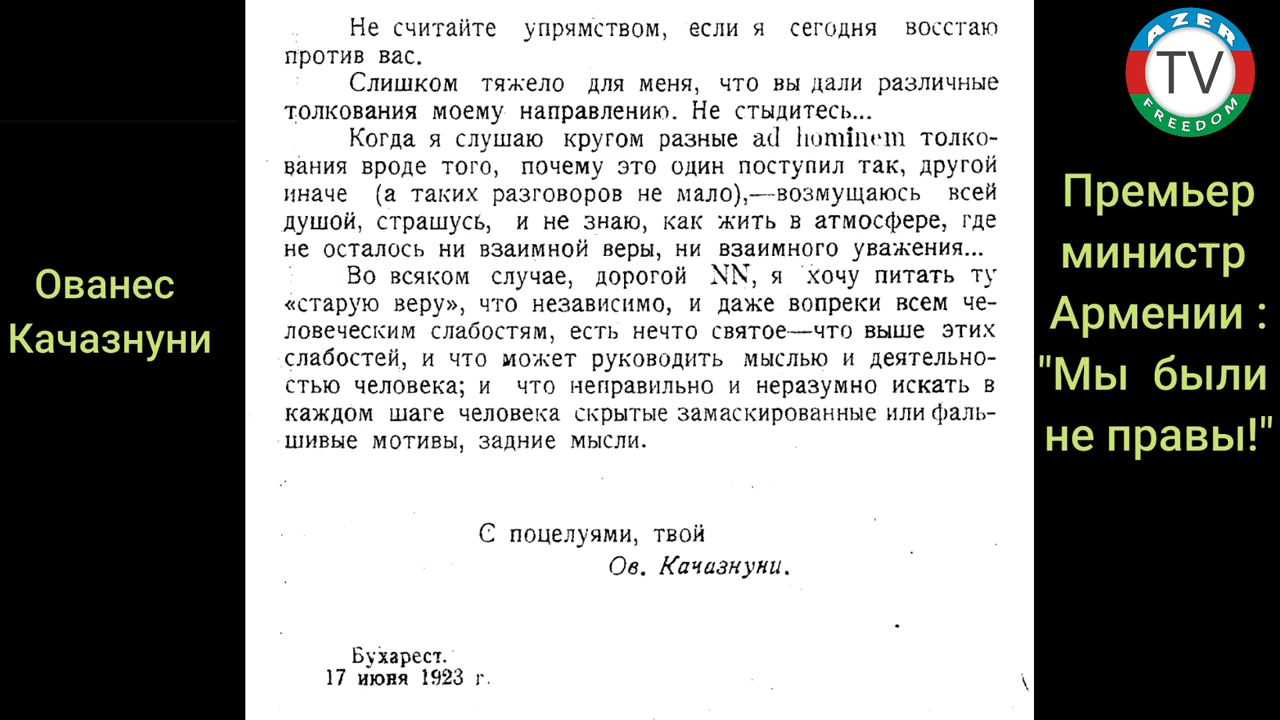 Ованес
Качазнуни
Не считайте упрямством, если я сегодня восстаю
против вас.
Слишком тяжело для меня, что вы дали различные
толкования моему направлению. Не стыдитесь...
Когда я слушаю кругом разные ad hominem толко-
вания вроде того, почему это один поступил так, другой
иначе (а таких разговоров не мало),—возмущаюсь всей
душой, страшусь, и не знаю, как жить в атмосфере, где
не осталось ни взаимной веры, ни взаимного уважения...
Во всяком случае, дорогой NN, я хочу питать ту
«старую веру», что независимо, и даже вопреки всем че-
ловеческим слабостям, есть нечто святое—что выше этих
слабостей, и что может руководить мыслью и деятельно-
стью человека; и что неправильно и неразумно искать в
каждом шаге человека скрытые замаскированные или фаль-
шивые мотивы, задние мысли.
С поцелуями, твой
Ов. Качазнуни.
Бухарест.
17 июня 1923 г.
AZER
TV
FREEDOM
Премьер
министр
Армении :
"Мы были
не правы!"